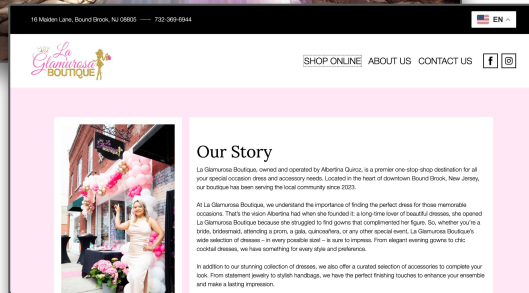 16 Maiden Lane, Bound Brook, NJ 08805 —— 732-369-6944
EN
La
Glamurosa
BOUTIQUE
SHOP ONLINE ABOUT US CONTACT US
Our Story
La Glamurosa Boutique, owned and operated by Albertina Quiroz, is a premier one-stop-shop destination for all
your special occasion dress and accessory needs. Located in the heart of downtown Bound Brook, New Jersey,
our boutique has been serving the local community since 2023.
At La Glamurosa Boutique, we understand the importance of finding the perfect dress for those memorable
occasions. That's the vision Albertina had when she founded it: a long-time lover of beautiful dresses, she opened
La Glamurosa Boutique because she struggled to find gowns that complimented her figure. So, whether you're a
bride, bridesmaid, attending a prom, a gala, quinceañera, or any other special event, La Glamurosa Boutique's
wide selection of dresses – in every possible size! – is sure to impress. From elegant evening gowns to chic
cocktail dresses, we have something for every style and preference.
In addition to our stunning collection of dresses, we also offer a curated selection of accessories to complete your
look. From statement jewelry to stylish handbags, we have the perfect finishing touches to enhance your ensemble
and make a lasting impression.